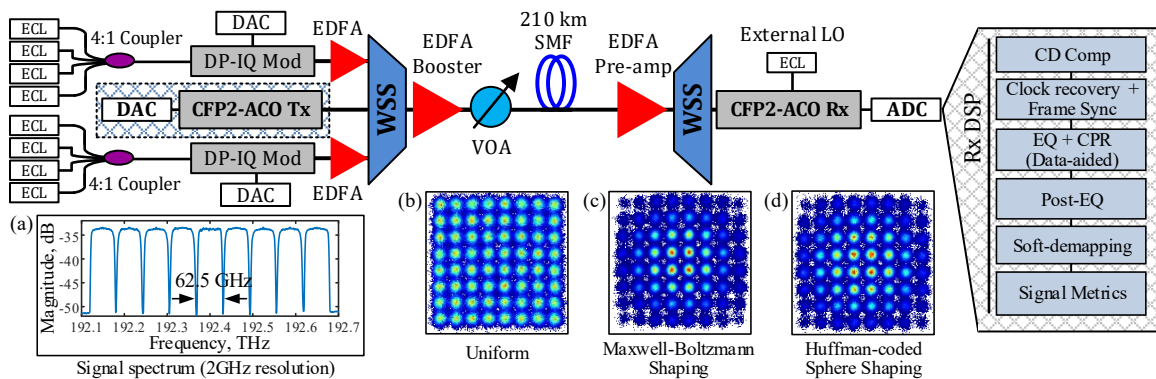 ECL
ECL
ECL
ECL
4:1 Coupler
DAC
DP-IQ Mod
EDFA
DAC
CFP2-ACO Tx
ECL
ECL
ECL
ECL
4:1 Coupler
DP-IQ Mod
DAC
EDFA
WSS
EDFA
Booster
VOA
210 km
SMF
EDFA
Pre-amp
WSS
External LO
ECL
CFP2-ACO Rx
ADC
Rx DSP
CD Comp
Clock recovery +
Frame Sync
EQ + CPR
(Data-aided)
Post-EQ
Soft-demapping
Signal Metrics
(a)
Magnitude, dB
-35
-40
-45
-50
62.5 GHz
192.1 192.2 192.3 192.4 192.5 192.6 192.7
Frequency, THz
Signal spectrum (2GHz resolution)
(b)
Uniform
(c)
Maxwell-Boltzmann
Shaping
(d)
Huffman-coded
Sphere Shaping